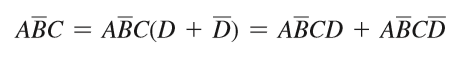 AB̅C = AB̅C(D + D̅) = AB̅CD + AB̅CD̅